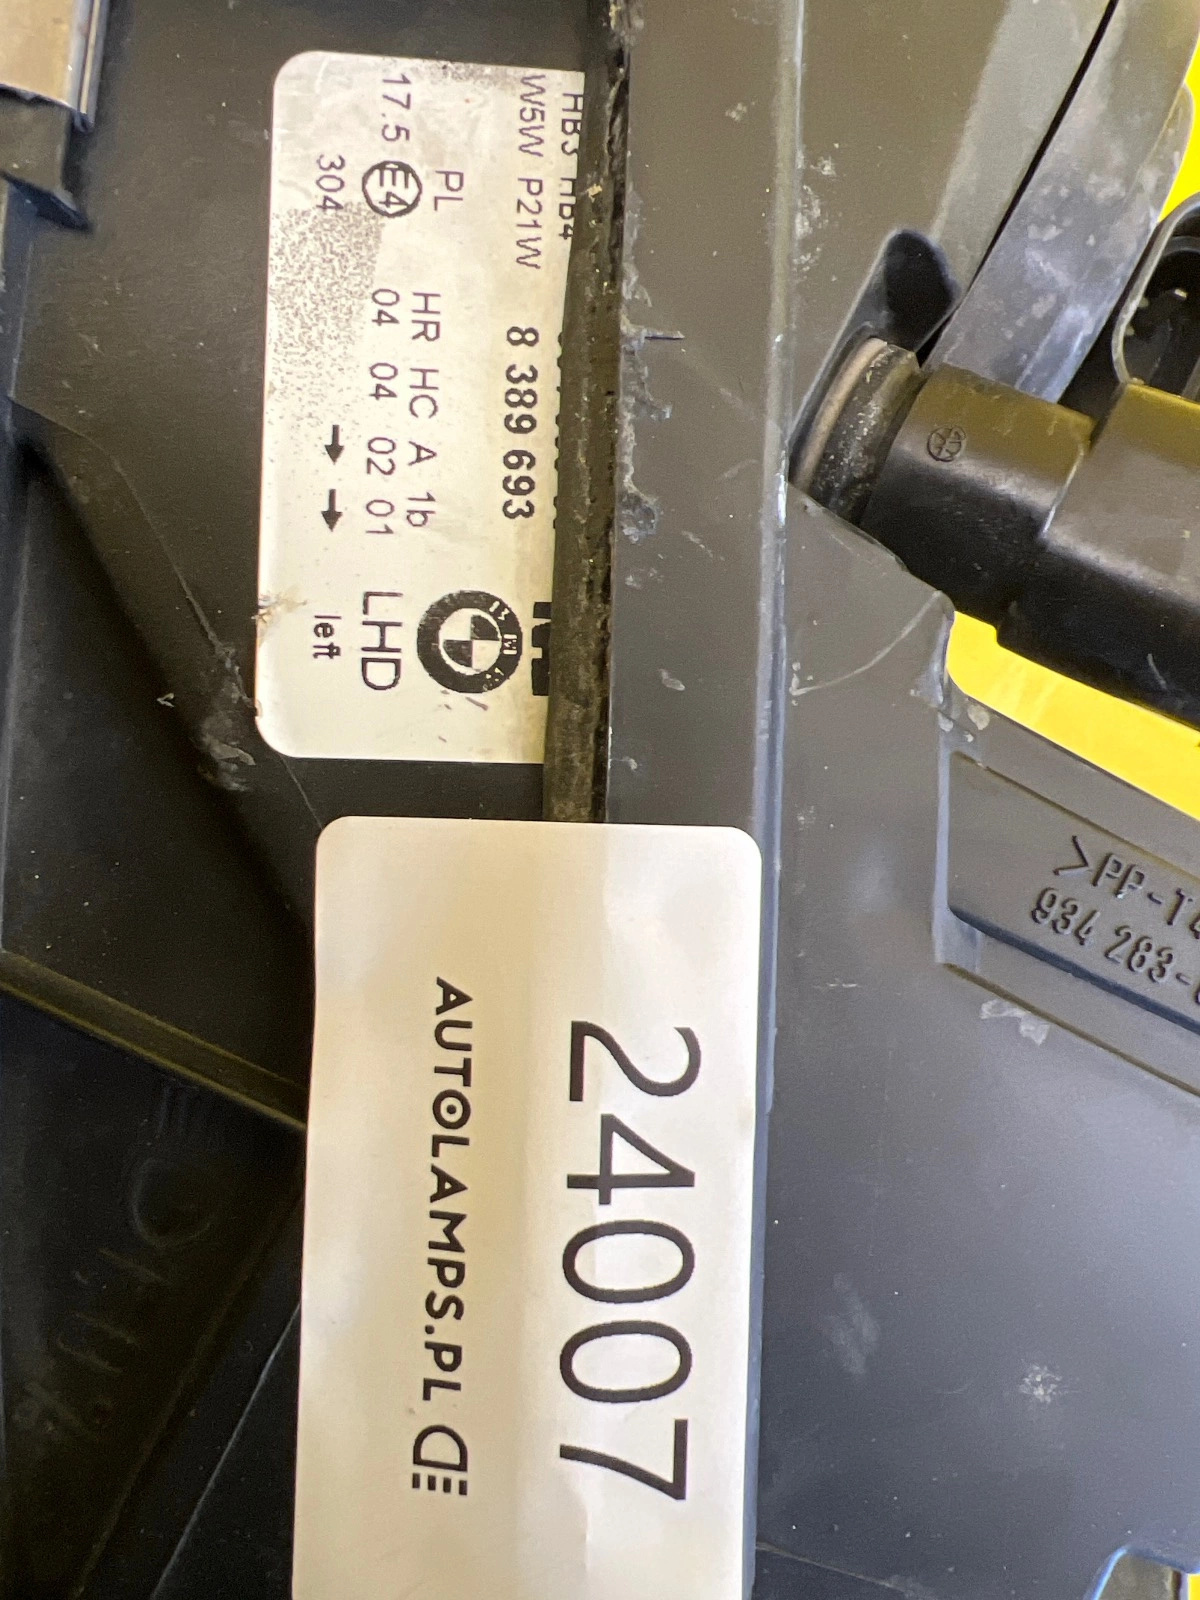 HB3 HB4
W5W P21W 8 389 693
PL HR HC A 1b
17.5 E4 04 04 02 01 LHD
304 left
24007
AUTOLAMPS.PL
>PP-T4
934 283-